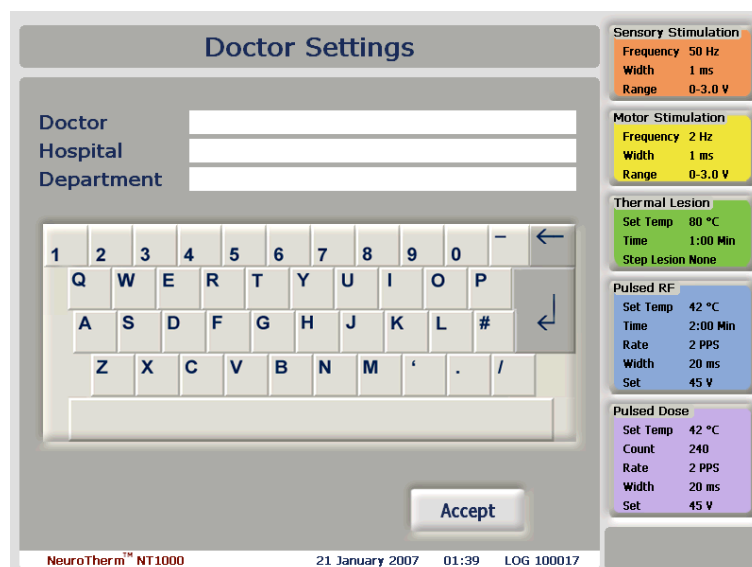 Doctor Settings
Doctor
Hospital
Department
1 2 3 4 5 6 7 8 9 0 – ←
Q W E R T Y U I O P
A S D F G H J K L # ↲
Z X C V B N M ‘ . /
Accept
NeuroTherm™ NT1000 21 January 2007 01:39 LOG 100017
Sensory Stimulation
Frequency 50 Hz
Width 1 ms
Range 0-3.0 V
Motor Stimulation
Frequency 2 Hz
Width 1 ms
Range 0-3.0 V
Thermal Lesion
Set Temp 80 °C
Time 1:00 Min
Step Lesion None
Pulsed RF
Set Temp 42 °C
Time 2:00 Min
Rate 2 PPS
Width 20 ms
Set 45 V
Pulsed Dose
Set Temp 42 °C
Count 240
Rate 2 PPS
Width 20 ms
Set 45 V